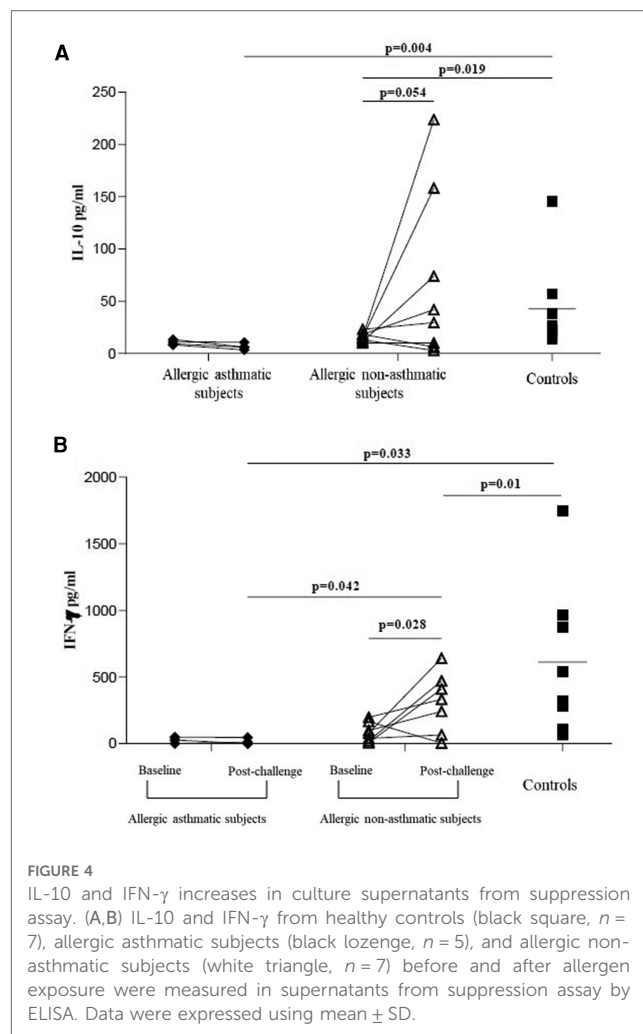 A
p=0.004
p=0.019
p=0.054
250
200
150
100
50
0
IL-10 pg/ml
Allergic asthmatic
subjects
Allergic non-asthmatic
subjects
Controls
B
p=0.033
p=0.01
p=0.042
p=0.028
2000
1500
1000
500
0
IFN-γ pg/ml
Baseline Post-challenge Baseline Post-challenge
Controls
Allergic asthmatic subjects Allergic non-asthmatic subjects
FIGURE 4
IL-10 and IFN-γ increases in culture supernatants from suppression
assay. (A,B) IL-10 and IFN-γ from healthy controls (black square, n =
7), allergic asthmatic subjects (black lozenge, n = 5), and allergic non-
asthmatic subjects (white triangle, n = 7) before and after allergen
exposure were measured in supernatants from suppression assay by
ELISA. Data were expressed using mean ± SD.